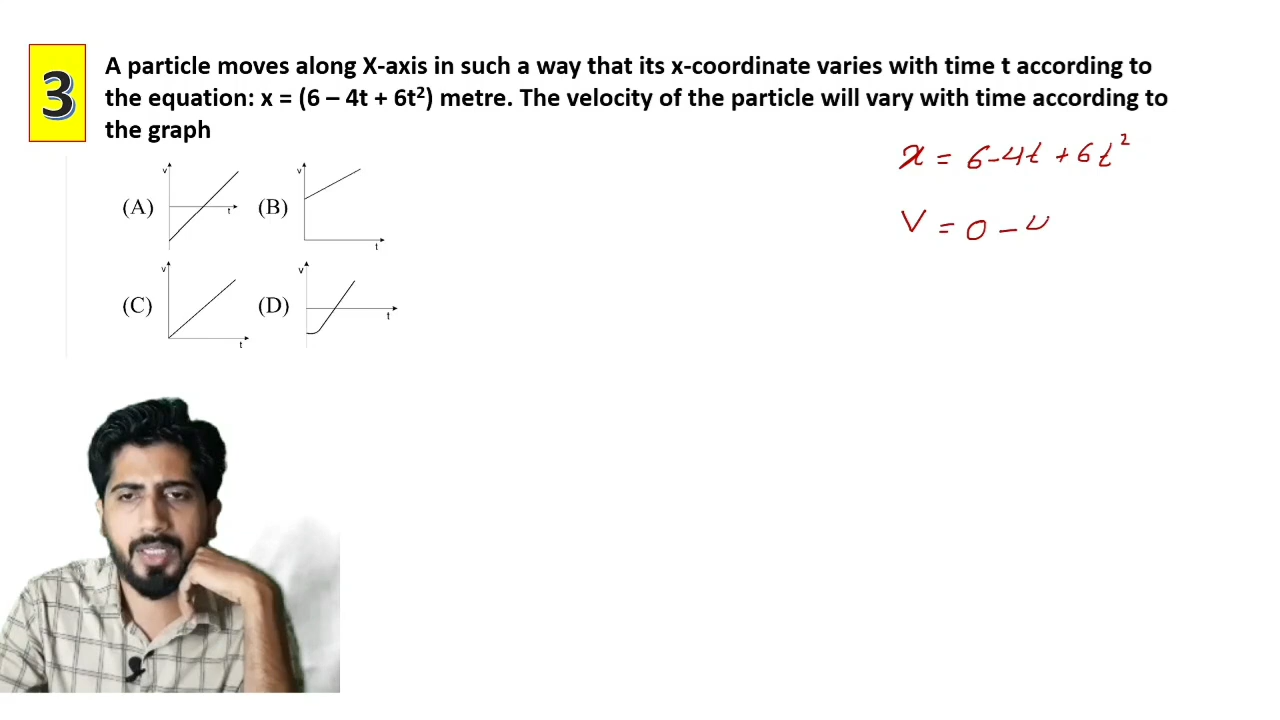 3
A particle moves along X-axis in such a way that its x-coordinate varies with time t according to
the equation: x = (6 – 4t + 6t²) metre. The velocity of the particle will vary with time according to
the graph
x = 6-4t + 6t²
v
v
(A)
t
(B)
t
V = 0 - 4
v
v
(C)
t
(D)
t